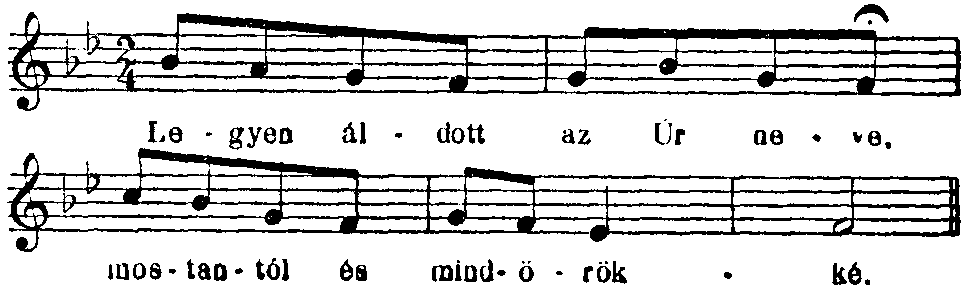 Le - gyen ál - dott az Úr ne - ve,
mos - tan - tól és mind - ö - rök - ké.